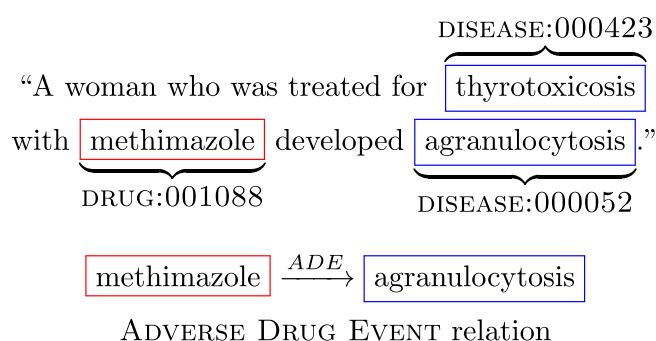 DISEASE:000423
“A woman who was treated for thyrotoxicosis
with methimazole developed agranulocytosis.”
DRUG:001088 DISEASE:000052
methimazole ADE agranulocytosis
ADVERSE DRUG EVENT relation